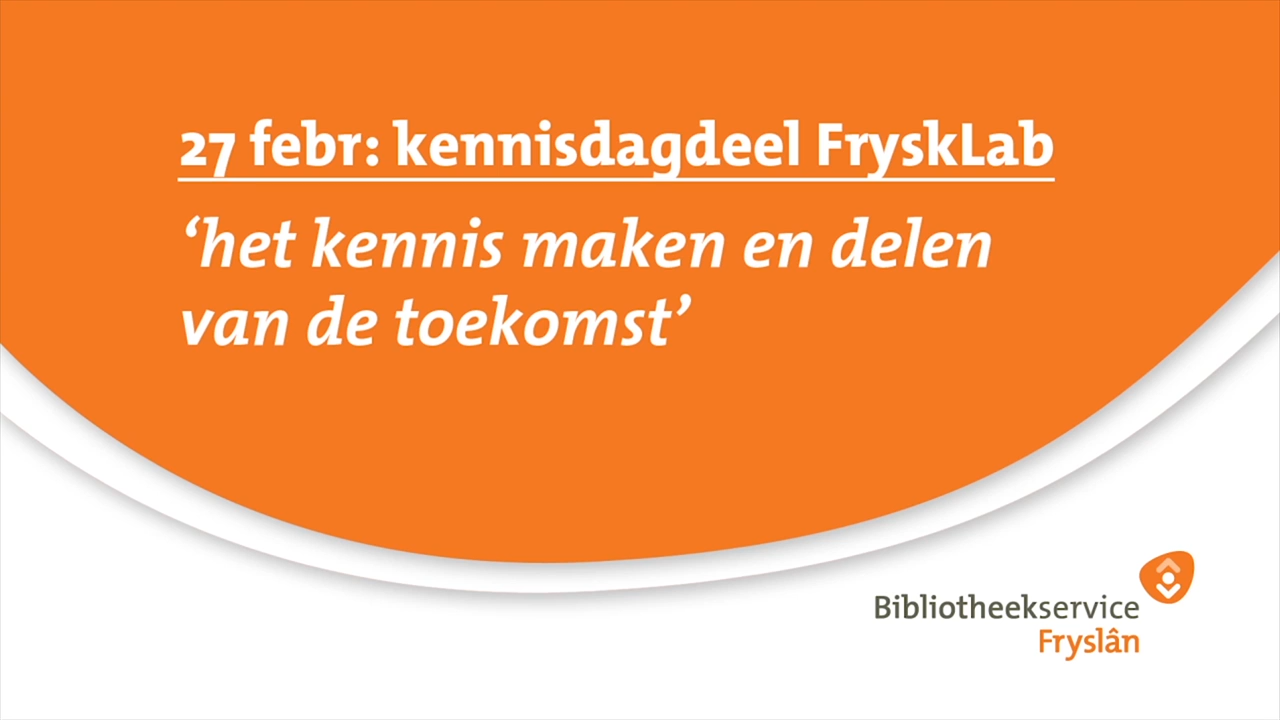 27 febr: kennisdagdeel FryskLab
‘het kennis maken en delen
van de toekomst’
Bibliotheekservice
Fryslân